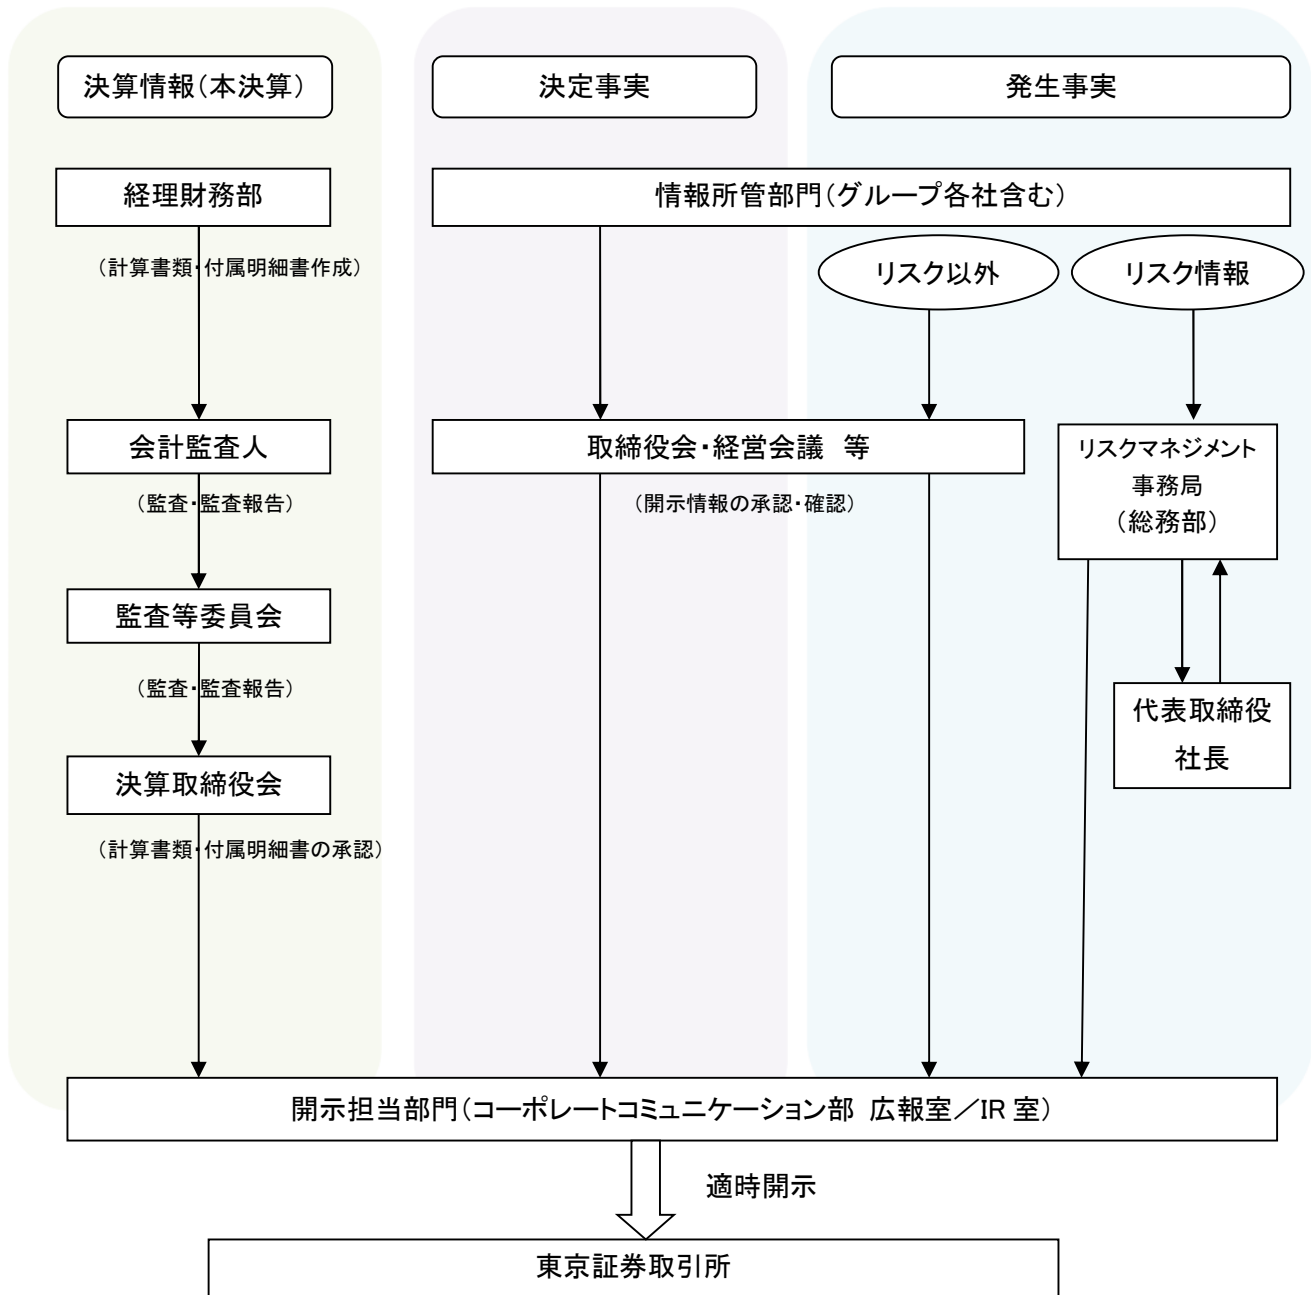 決算情報（本決算）
決定事実
発生事実
経理財務部
情報所管部門（グループ各社含む）
（計算書類・付属明細書作成）
リスク以外
リスク情報
会計監査人
取締役会・経営会議　等
リスクマネジメント
事務局
（総務部）
（監査・監査報告）
（開示情報の承認・確認）
監査等委員会
（監査・監査報告）
代表取締役
社長
決算取締役会
（計算書類・付属明細書の承認）
開示担当部門（コーポレートコミュニケーション部 広報室／IR 室）
適時開示
東京証券取引所